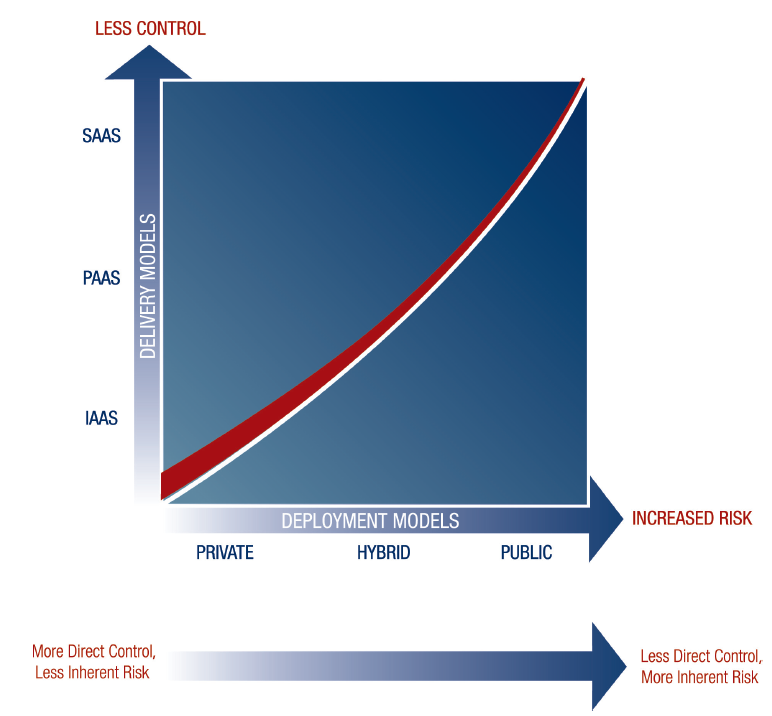 LESS CONTROL
SAAS
PAAS
IAAS
DELIVERY MODELS
DEPLOYMENT MODELS
INCREASED RISK
PRIVATE
HYBRID
PUBLIC
More Direct Control,
Less Inherent Risk
Less Direct Control,
More Inherent Risk